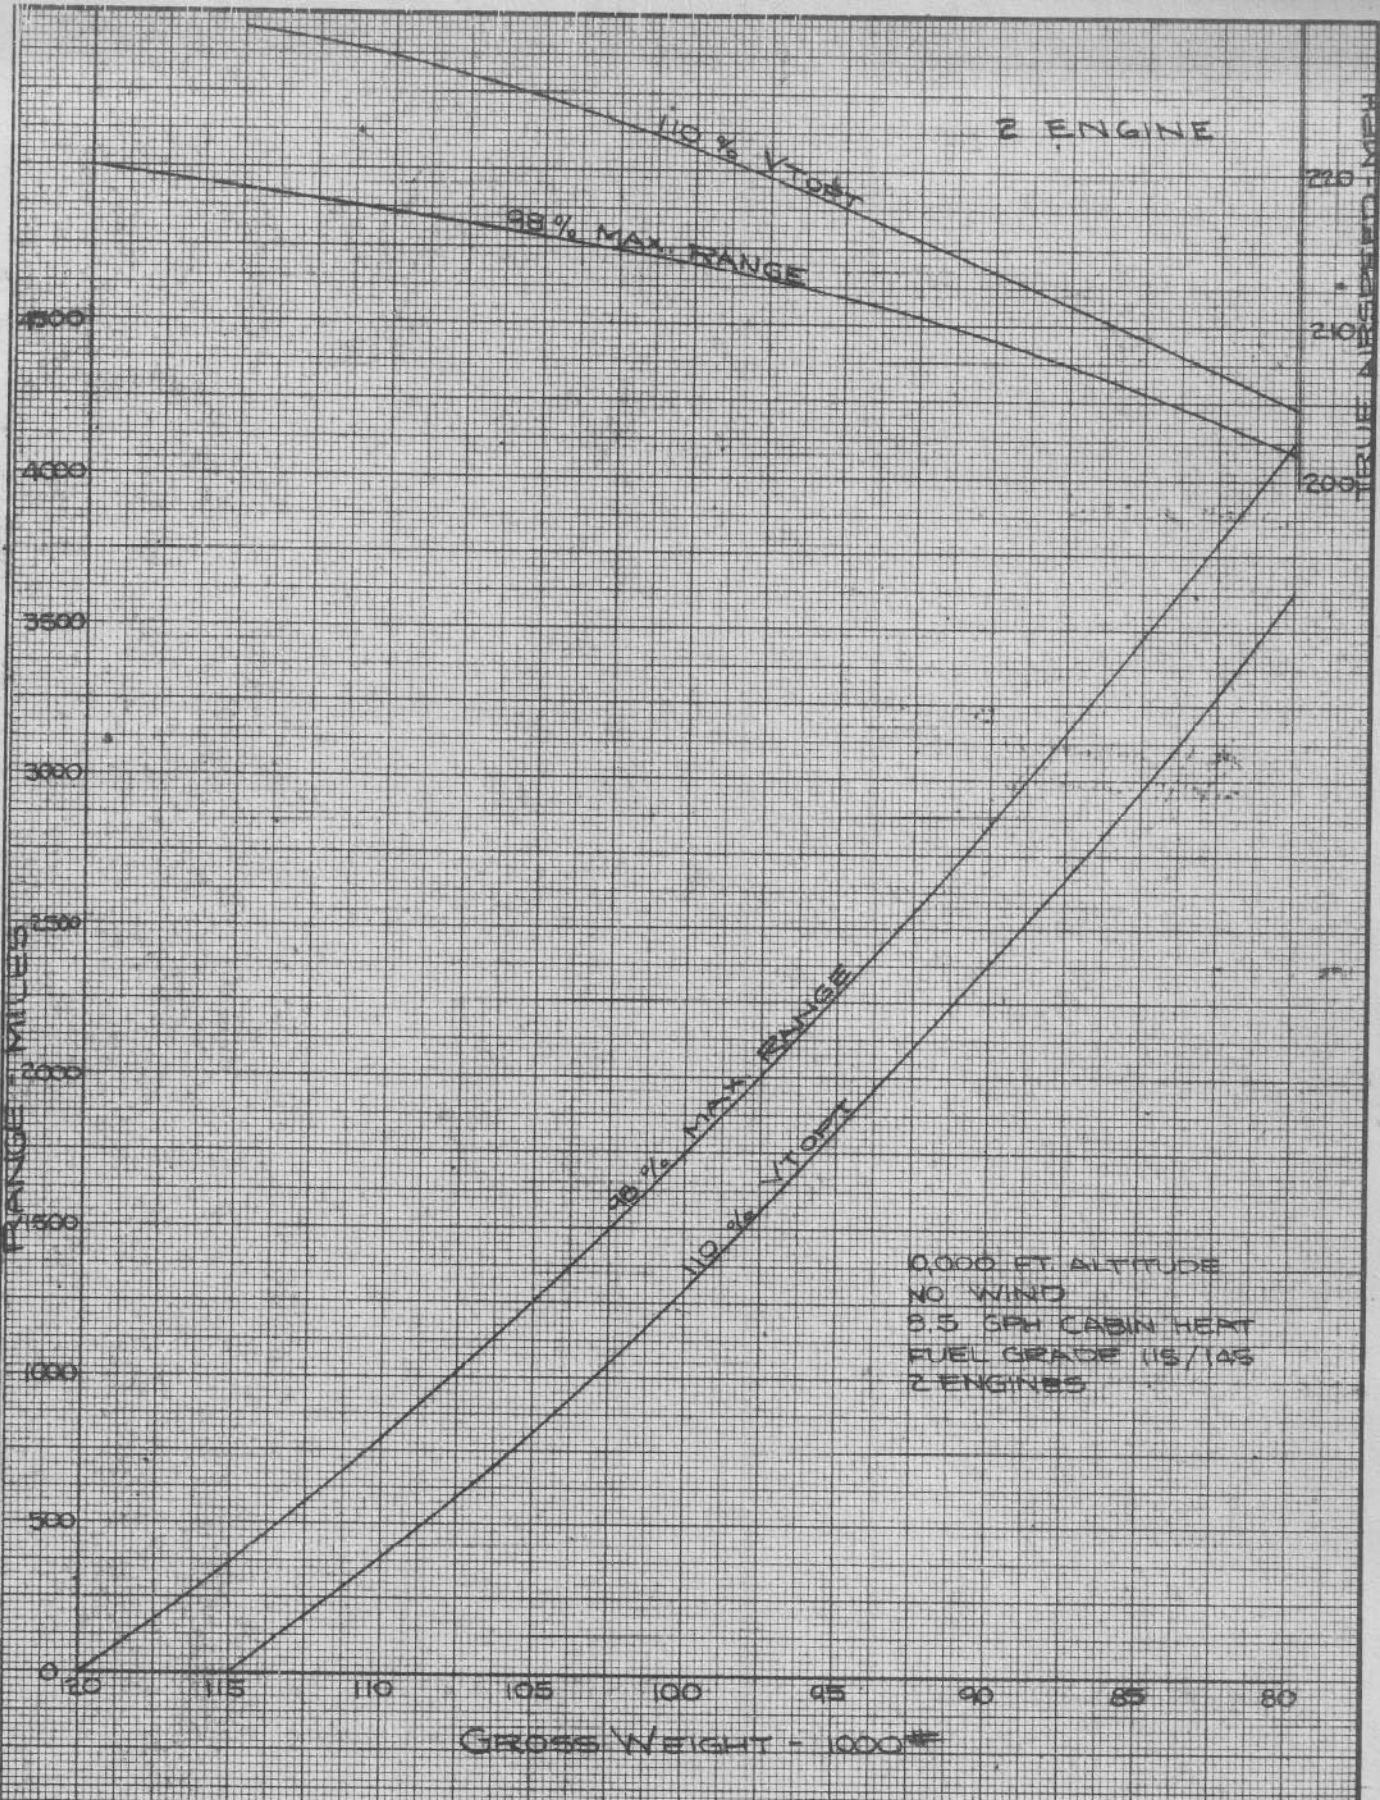 2 ENGINE
110 % VTOPT
98 % MAX. RANGE
220
210
200
TRUE AIRSPEED-MPH
4500
4000
3500
3000
2500
2000
1500
1000
500
0
RANGE - MILES
98 % MAX. RANGE
110 % VTOPT
10,000 FT. ALTITUDE
NO WIND
8.5 GPH CABIN HEAT
FUEL GRADE 115/145
2 ENGINES
120 115 110 105 100 95 90 85 80
GROSS WEIGHT - 1000#